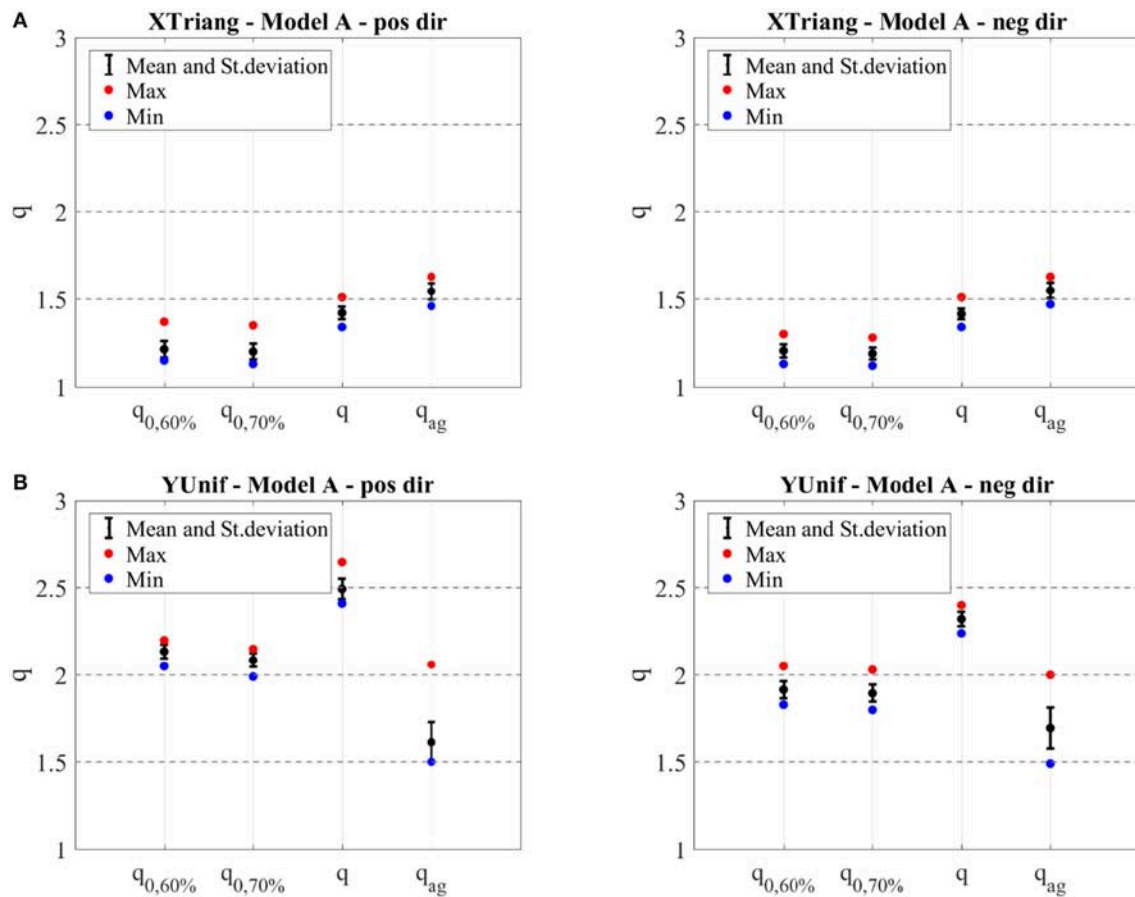 A
XTriang - Model A - pos dir
3
2.5
2
1.5
1
q
Mean and St.deviation
Max
Min
q0,60% q0,70% q qag
XTriang - Model A - neg dir
3
2.5
2
1.5
1
q
Mean and St.deviation
Max
Min
q0,60% q0,70% q qag
B
YUnif - Model A - pos dir
3
2.5
2
1.5
1
q
Mean and St.deviation
Max
Min
q0,60% q0,70% q qag
YUnif - Model A - neg dir
3
2.5
2
1.5
1
q
Mean and St.deviation
Max
Min
q0,60% q0,70% q qag